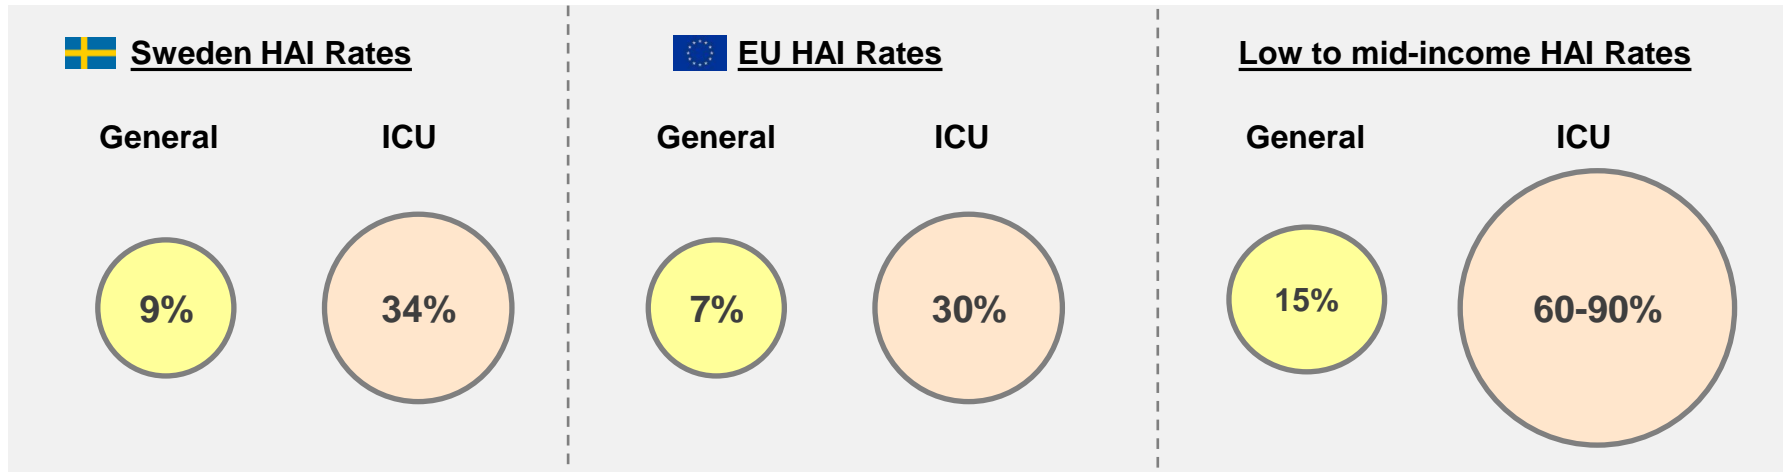 Sweden HAI Rates
General ICU
9% 34%
EU HAI Rates
General ICU
7% 30%
Low to mid-income HAI Rates
General ICU
15% 60-90%